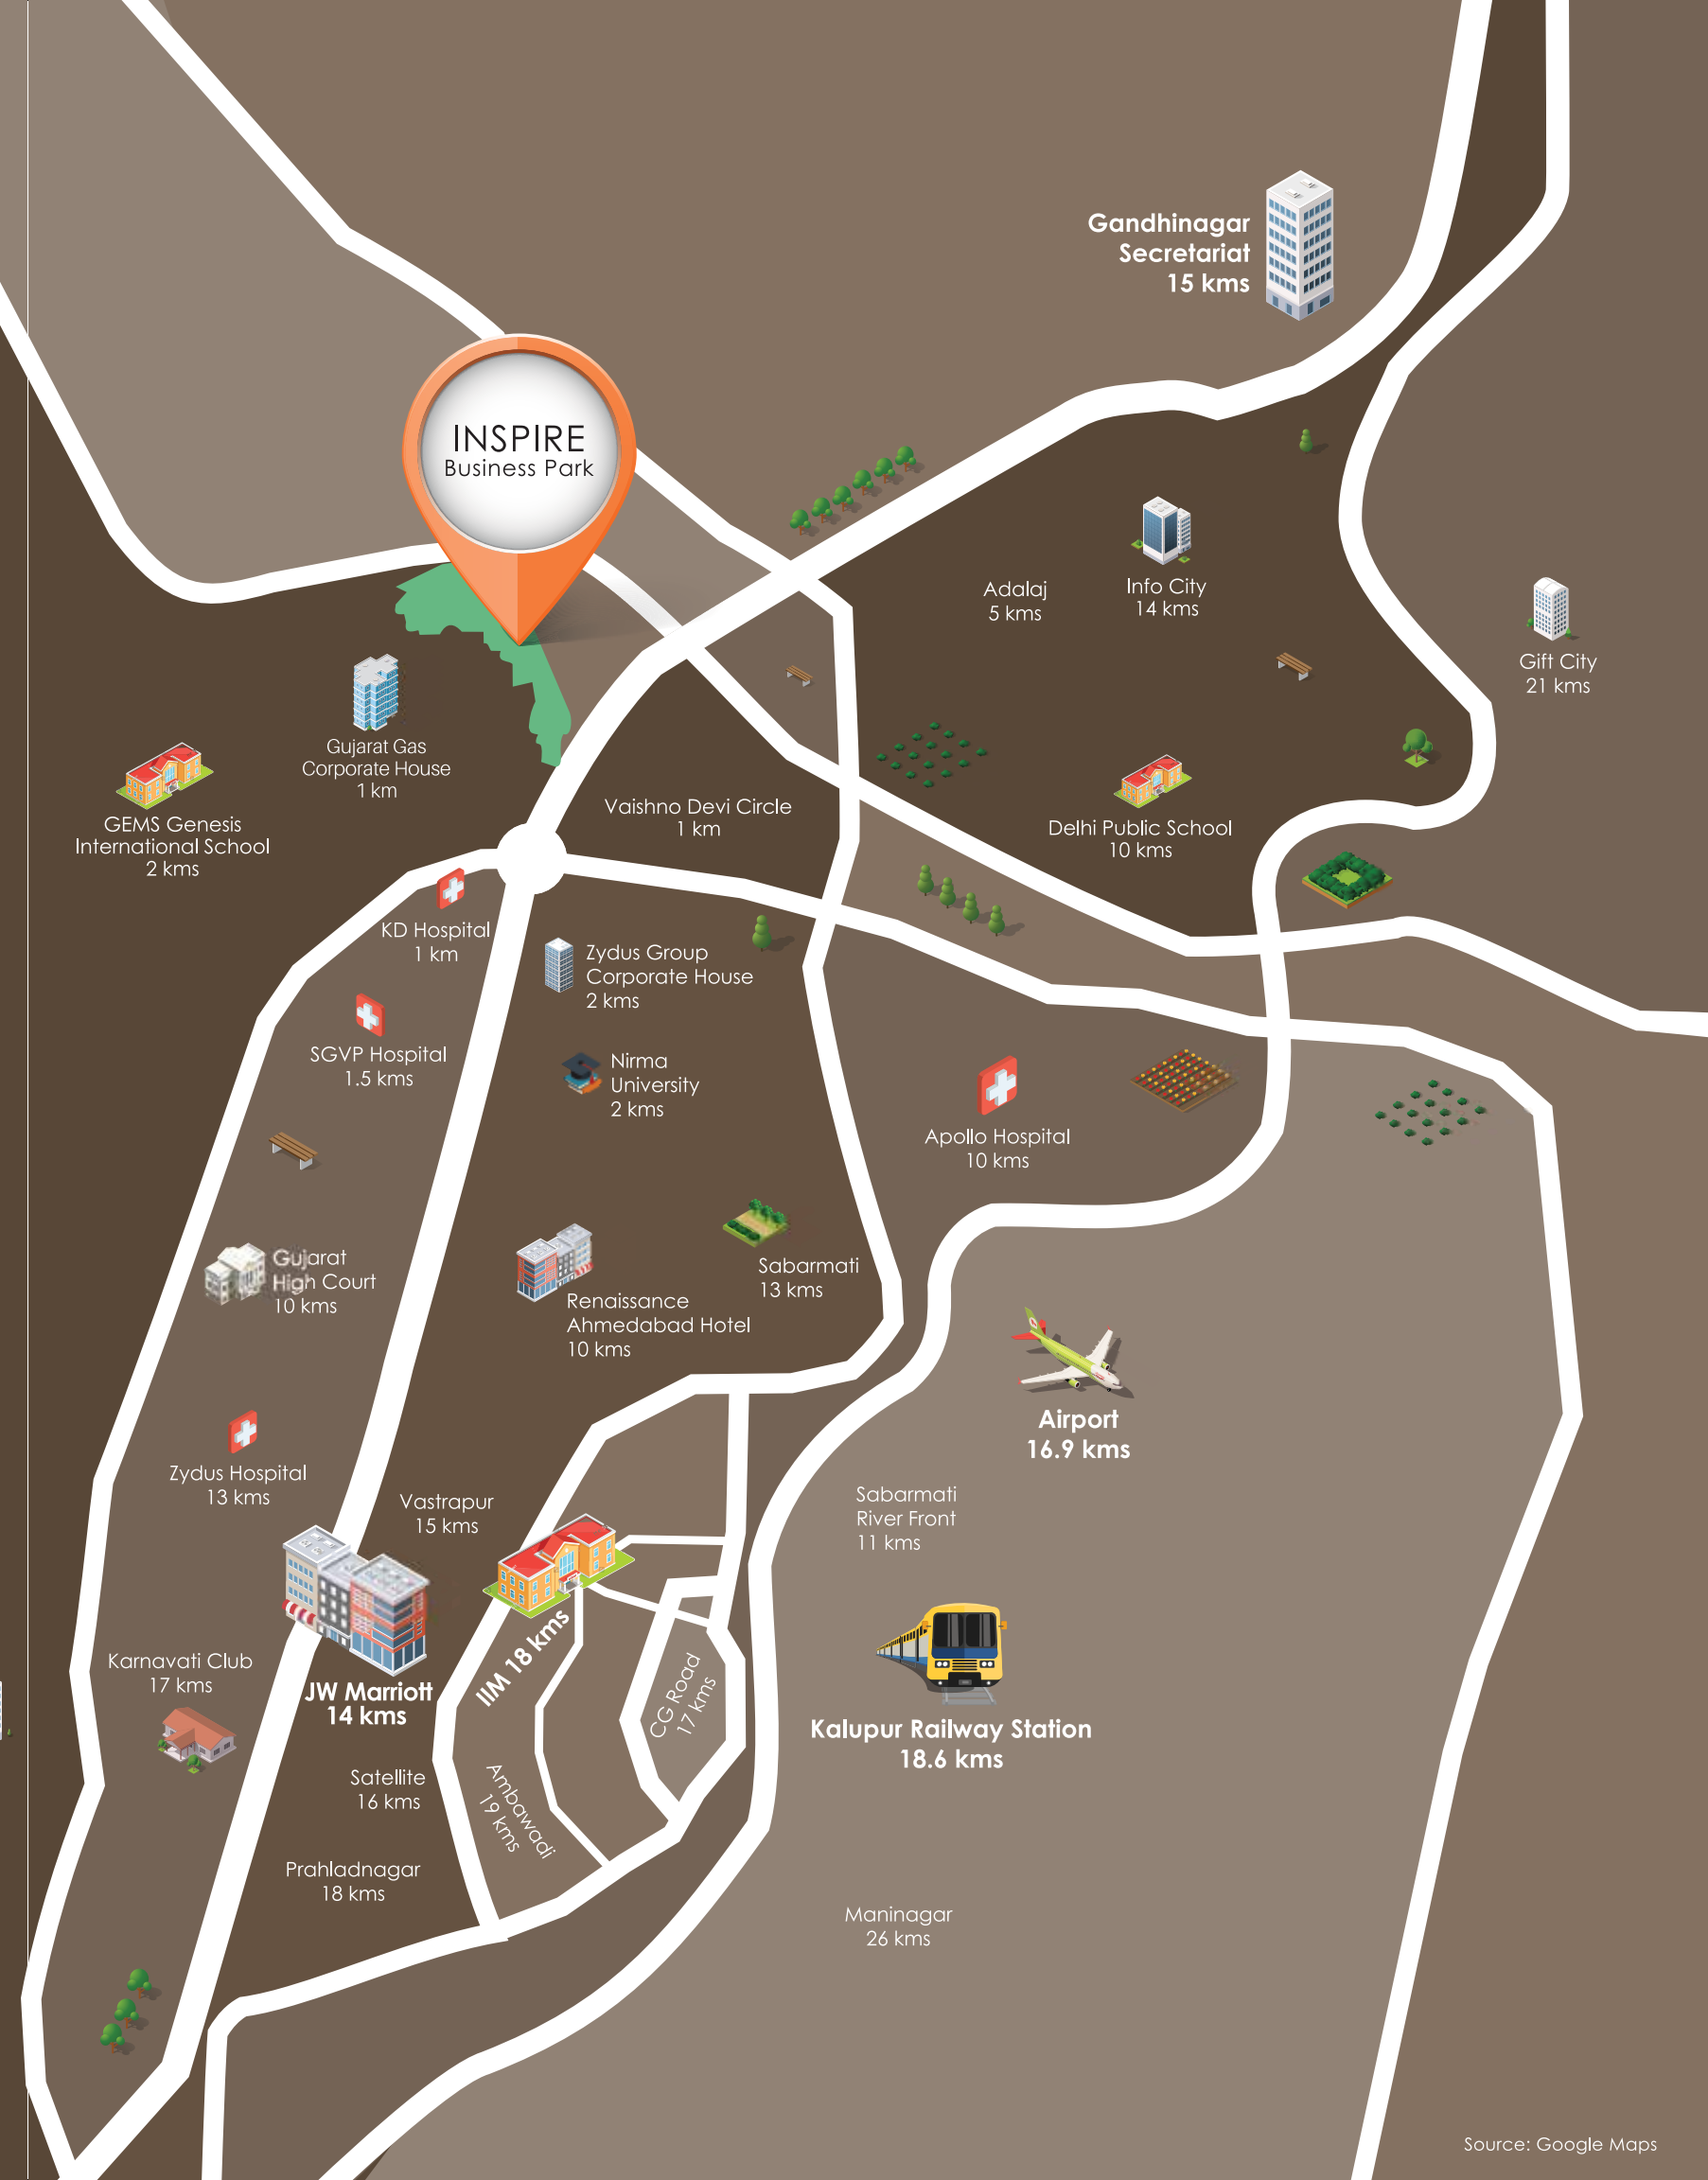 Gandhinagar
Secretariat
15 kms
INSPIRE
Business Park
Adalaj
5 kms
Info City
14 kms
Gift City
21 kms
Gujarat Gas
Corporate House
1 km
GEMS Genesis
International School
2 kms
Vaishno Devi Circle
1 km
Delhi Public School
10 kms
KD Hospital
1 km
Zydus Group
Corporate House
2 kms
SGVP Hospital
1.5 kms
Nirma
University
2 kms
Apollo Hospital
10 kms
Gujarat
High Court
10 kms
Sabarmati
13 kms
Renaissance
Ahmedabad Hotel
10 kms
Airport
16.9 kms
Zydus Hospital
13 kms
Vastrapur
15 kms
Sabarmati
River Front
11 kms
IIM 18 kms
Karnavati Club
17 kms
JW Marriott
14 kms
CG Road
17 kms
Kalupur Railway Station
18.6 kms
Satellite
16 kms
Ambawadi
19 kms
Prahladnagar
18 kms
Maninagar
26 kms
Source: Google Maps